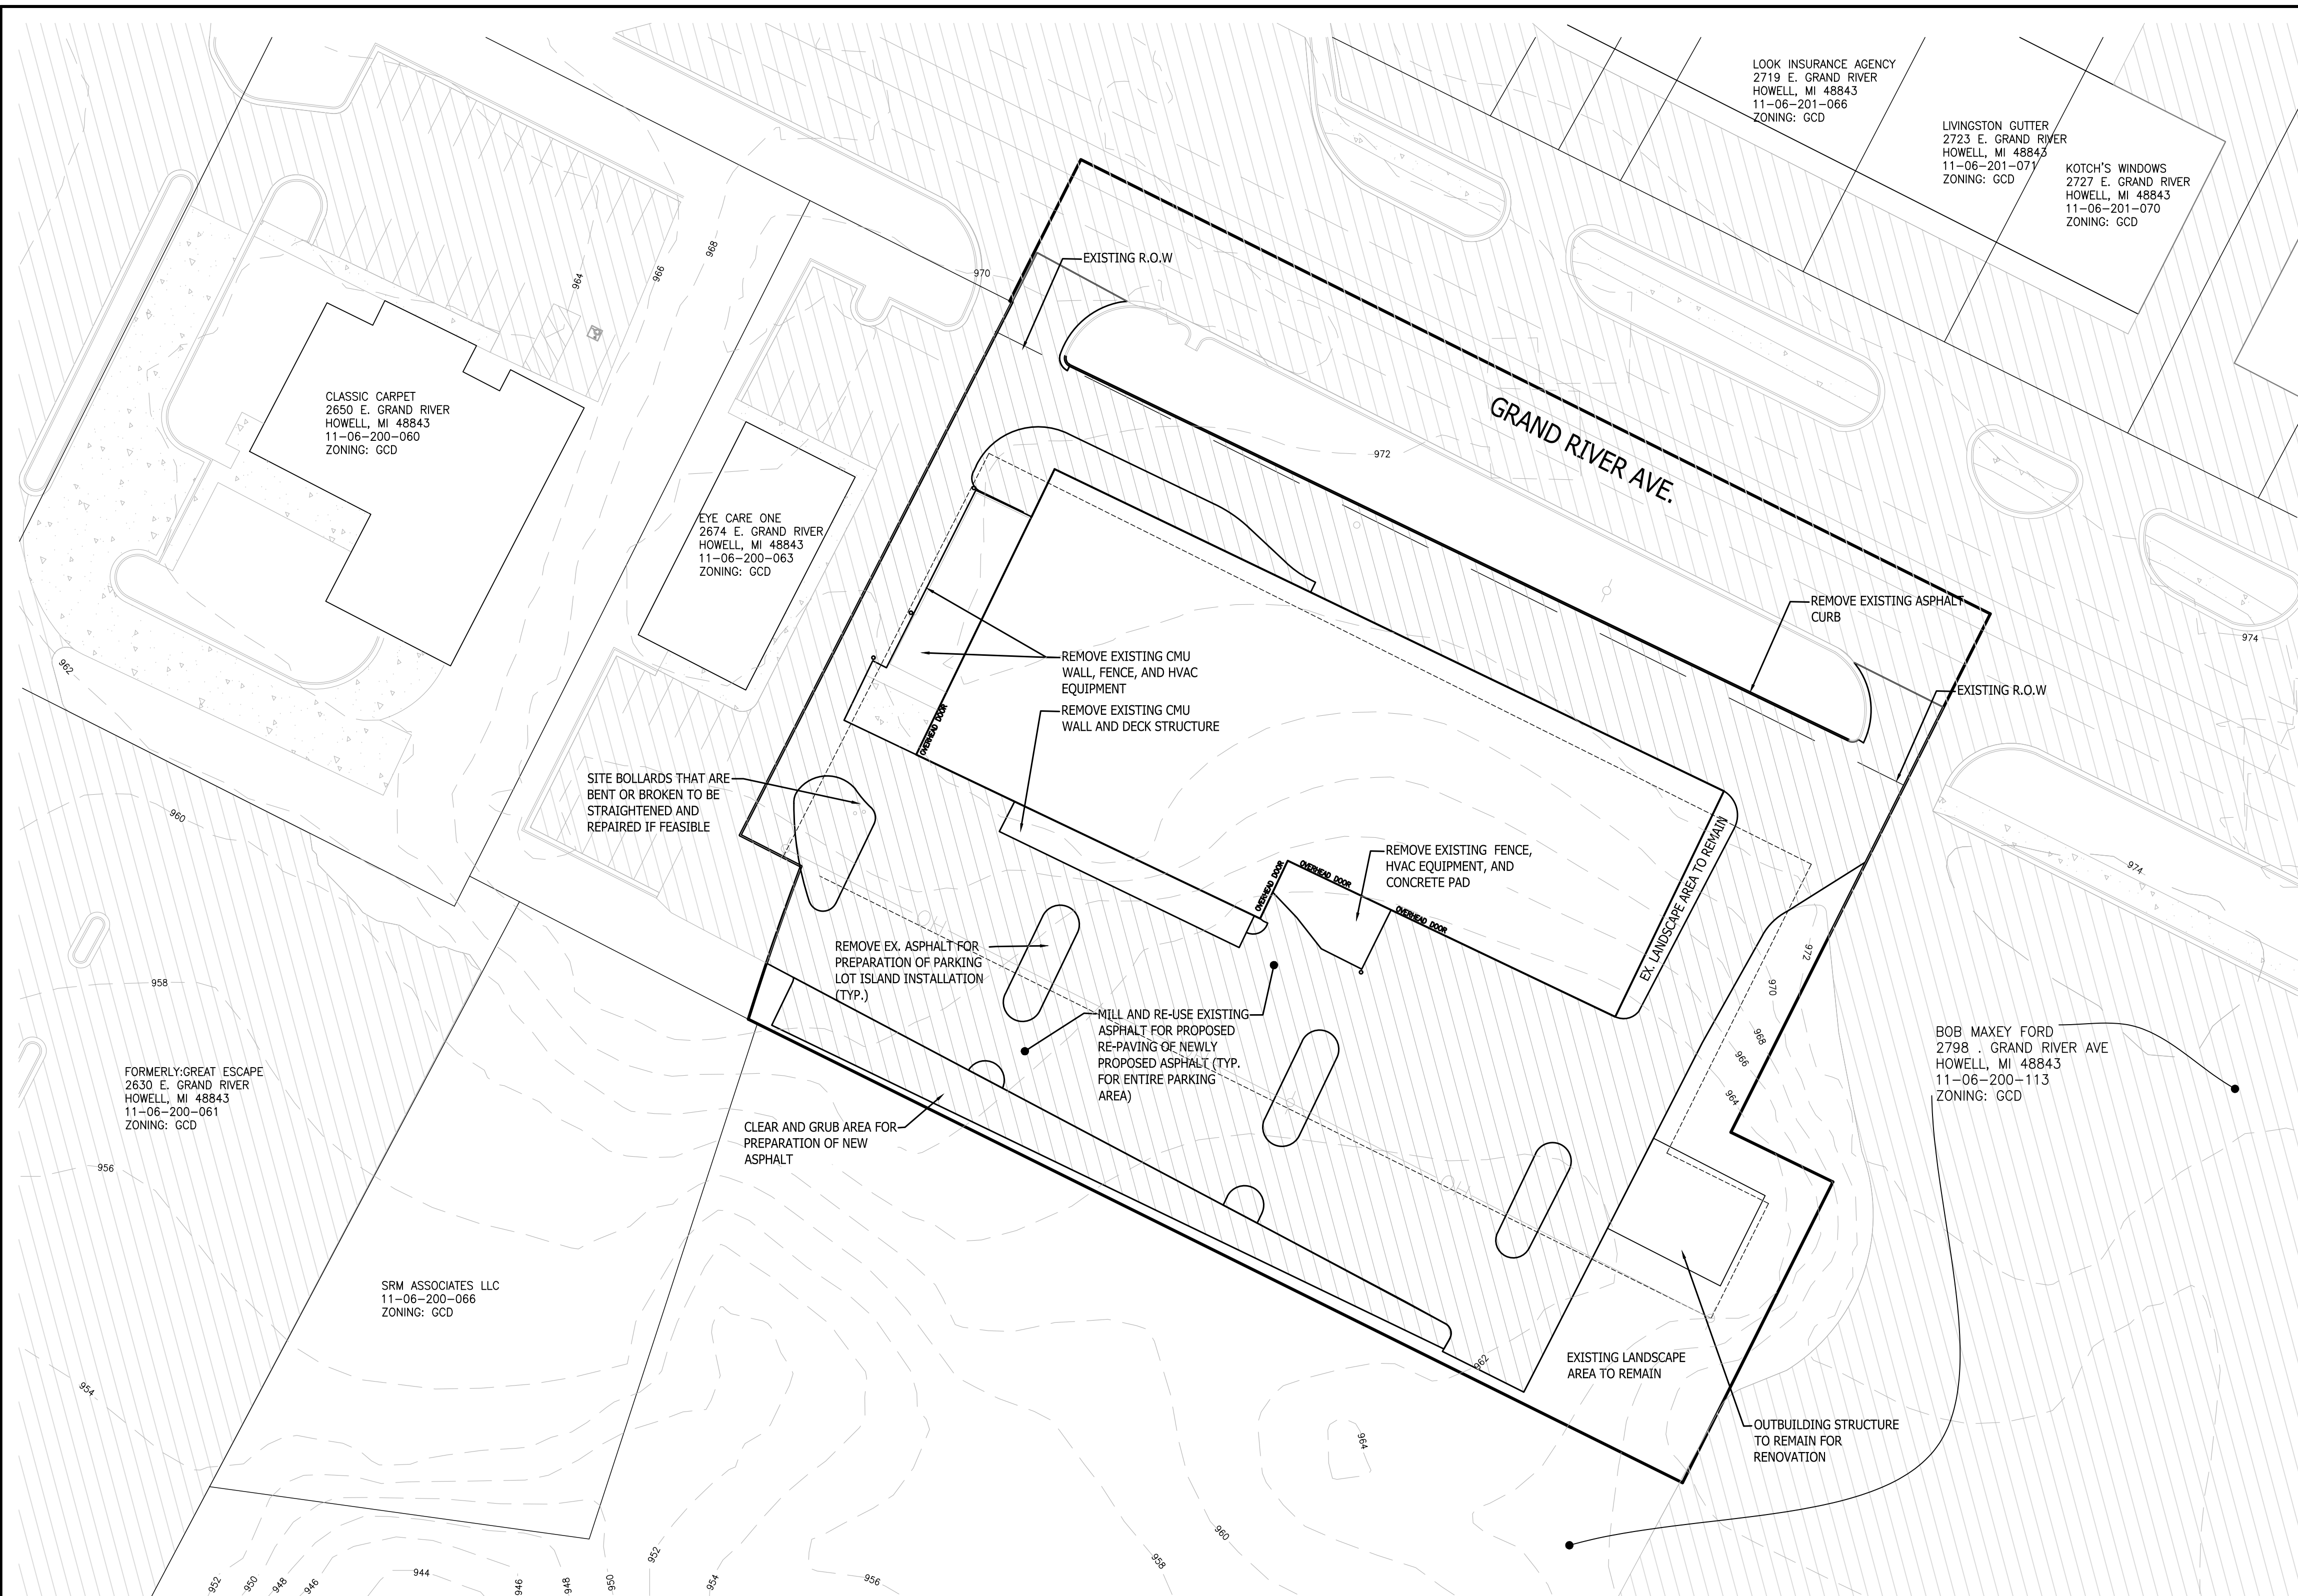 LOOK INSURANCE AGENCY
2719 E. GRAND RIVER
HOWELL, MI 48843
11-06-201-066
ZONING: GCD
LIVINGSTON GUTTER
2723 E. GRAND RIVER
HOWELL, MI 48843
11-06-201-071
ZONING: GCD
KOTCH'S WINDOWS
2727 E. GRAND RIVER
HOWELL, MI 48843
11-06-201-070
ZONING: GCD
964
966
968
970
EXISTING R.O.W
CLASSIC CARPET
2650 E. GRAND RIVER
HOWELL, MI 48843
11-06-200-060
ZONING: GCD
972
GRAND RIVER AVE.
EYE CARE ONE
2674 E. GRAND RIVER
HOWELL, MI 48843
11-06-200-063
ZONING: GCD
REMOVE EXISTING ASPHALT
CURB
974
962
REMOVE EXISTING CMU
WALL, FENCE, AND HVAC
EQUIPMENT
EXISTING R.O.W
REMOVE EXISTING CMU
WALL AND DECK STRUCTURE
OVERHEAD DOOR
SITE BOLLARDS THAT ARE
BENT OR BROKEN TO BE
STRAIGHTENED AND
REPAIRED IF FEASIBLE
960
REMOVE EXISTING FENCE,
HVAC EQUIPMENT, AND
CONCRETE PAD
OVERHEAD DOOR
OVERHEAD DOOR
OVERHEAD DOOR
EX. LANDSCAPE AREA TO REMAIN
974
REMOVE EX. ASPHALT FOR
PREPARATION OF PARKING
LOT ISLAND INSTALLATION
(TYP.)
972
970
968
966
964
958
MILL AND RE-USE EXISTING
ASPHALT FOR PROPOSED
RE-PAVING OF NEWLY
PROPOSED ASPHALT (TYP.
FOR ENTIRE PARKING
AREA)
BOB MAXEY FORD
2798 . GRAND RIVER AVE
HOWELL, MI 48843
11-06-200-113
ZONING: GCD
FORMERLY:GREAT ESCAPE
2630 E. GRAND RIVER
HOWELL, MI 48843
11-06-200-061
ZONING: GCD
CLEAR AND GRUB AREA FOR
PREPARATION OF NEW
ASPHALT
956
SRM ASSOCIATES LLC
11-06-200-066
ZONING: GCD
954
962
EXISTING LANDSCAPE
AREA TO REMAIN
OUTBUILDING STRUCTURE
TO REMAIN FOR
RENOVATION
964
960
958
956
954
952
950
948
946
944
946
948
950
952